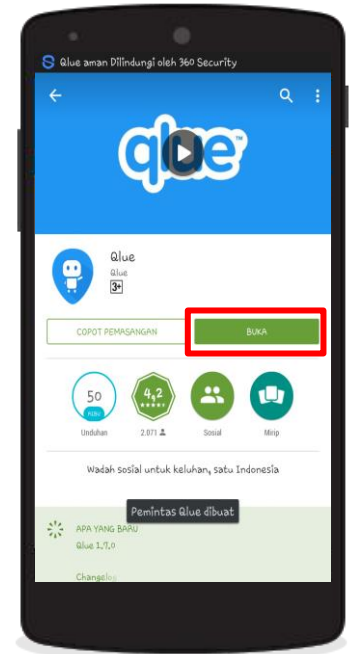 Qlue aman Dilindungi oleh 360 Security
qlue
Qlue
Qlue
3+
COPOT PEMASANGAN
BUKA
50
RIBU
4,2
Unduhan
2.071
Sosial
Mirip
Wadah sosial untuk keluhan, satu Indonesia
Pemintas Qlue dibuat
APA YANG BARU
Qlue 1.7.0
Changelog